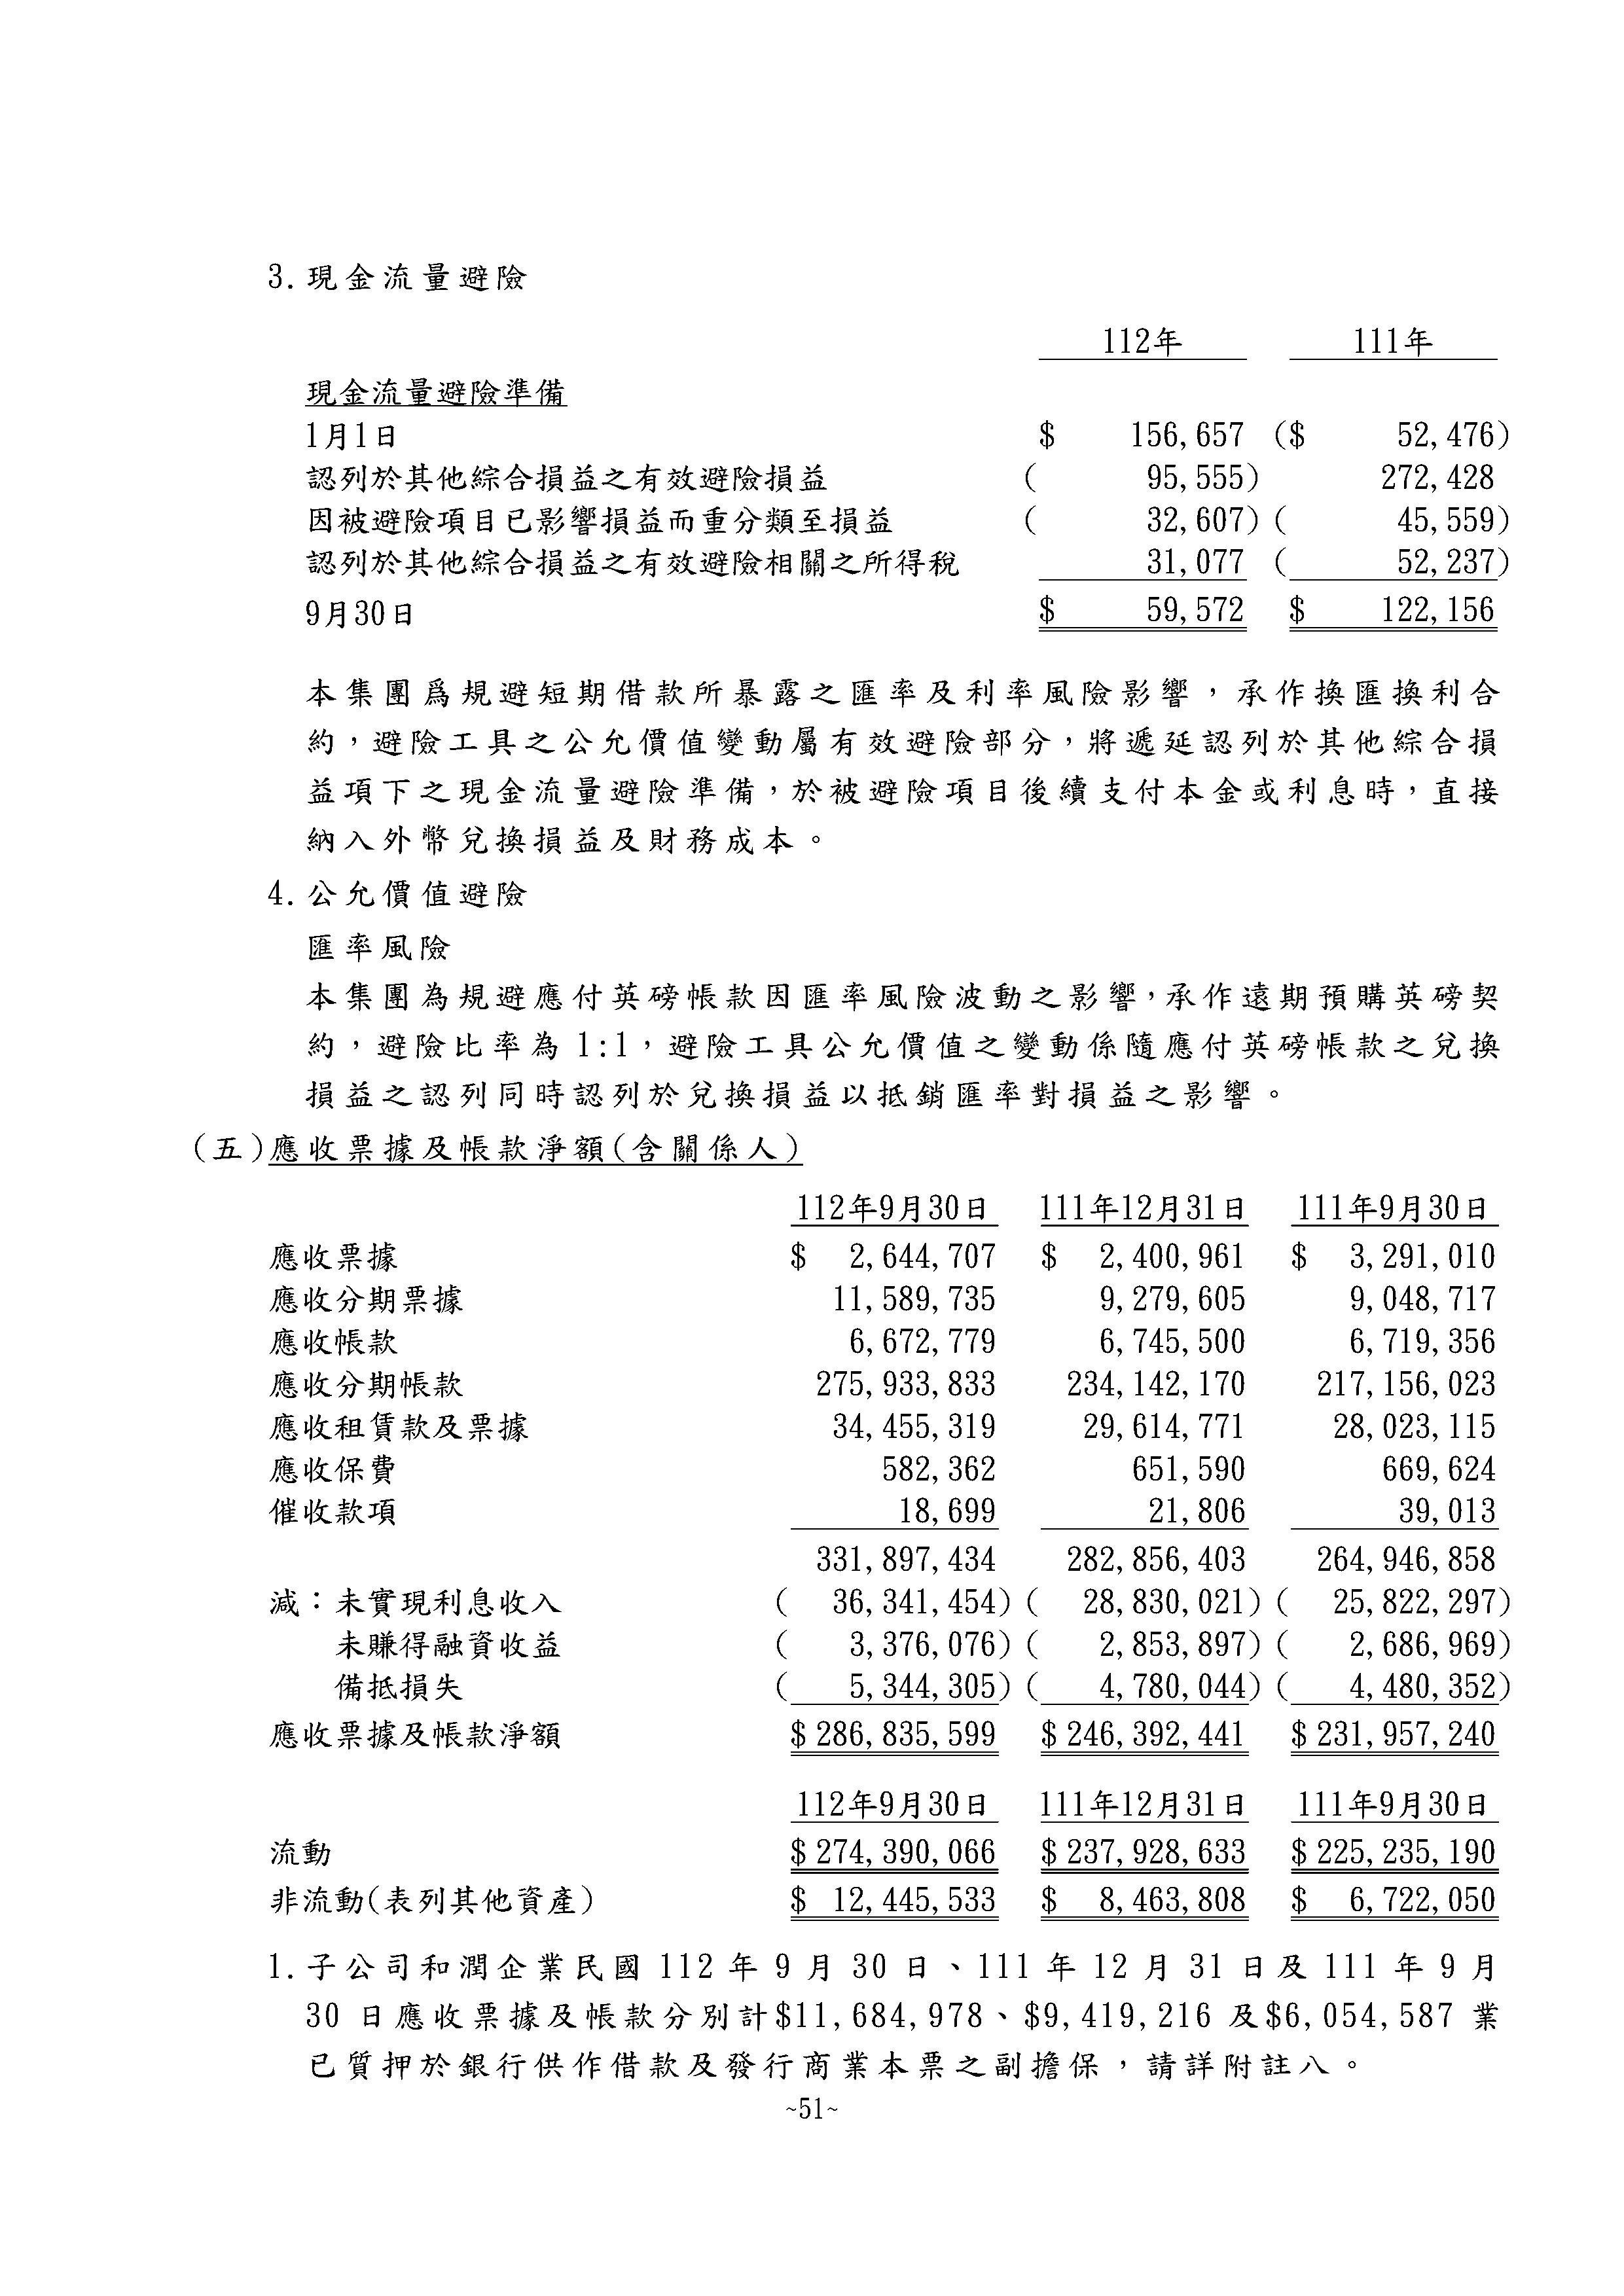 3.現金流量避險
112年 111年
現金流量避險準備
1月1日 $ 156,657 ($ 52,476)
認列於其他綜合損益之有效避險損益 ( 95,555) 272,428
因被避險項目已影響損益而重分類至損益 ( 32,607) ( 45,559)
認列於其他綜合損益之有效避險相關之所得稅 31,077 ( 52,237)
9月30日 $ 59,572 $ 122,156
本集團爲規避短期借款所暴露之匯率及利率風險影響，承作換匯換利合
約，避險工具之公允價值變動屬有效避險部分，將遞延認列於其他綜合損
益項下之現金流量避險準備，於被避險項目後續支付本金或利息時，直接
納入外幣兌換損益及財務成本。
4.公允價值避險
匯率風險
本集團為規避應付英磅帳款因匯率風險波動之影響，承作遠期預購英磅契
約，避險比率為 1:1，避險工具公允價值之變動係隨應付英磅帳款之兌換
損益之認列同時認列於兌換損益以抵銷匯率對損益之影響。
(五)應收票據及帳款淨額(含關係人)
112年9月30日 111年12月31日 111年9月30日
應收票據 $ 2,644,707 $ 2,400,961 $ 3,291,010
應收分期票據 11,589,735 9,279,605 9,048,717
應收帳款 6,672,779 6,745,500 6,719,356
應收分期帳款 275,933,833 234,142,170 217,156,023
應收租賃款及票據 34,455,319 29,614,771 28,023,115
應收保費 582,362 651,590 669,624
催收款項 18,699 21,806 39,013
331,897,434 282,856,403 264,946,858
減：未實現利息收入 ( 36,341,454) ( 28,830,021) ( 25,822,297)
未賺得融資收益 ( 3,376,076) ( 2,853,897) ( 2,686,969)
備抵損失 ( 5,344,305) ( 4,780,044) ( 4,480,352)
應收票據及帳款淨額 $ 286,835,599 $ 246,392,441 $ 231,957,240
112年9月30日 111年12月31日 111年9月30日
流動 $ 274,390,066 $ 237,928,633 $ 225,235,190
非流動(表列其他資產) $ 12,445,533 $ 8,463,808 $ 6,722,050
1.子公司和潤企業民國 112 年 9 月 30 日、111 年 12 月 31 日及 111 年 9 月
30 日應收票據及帳款分別計$11,684,978、$9,419,216 及$6,054,587 業
已質押於銀行供作借款及發行商業本票之副擔保，請詳附註八。
~51~